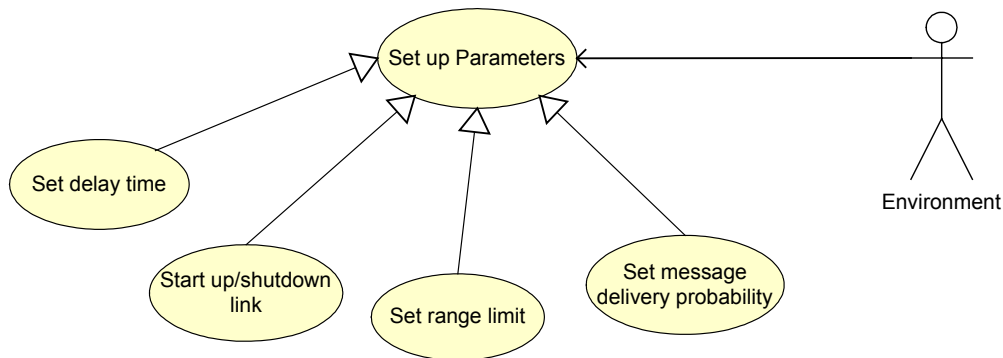 Set up Parameters
Set delay time
Environment
Start up/shutdown
link
Set range limit
Set message
delivery probability